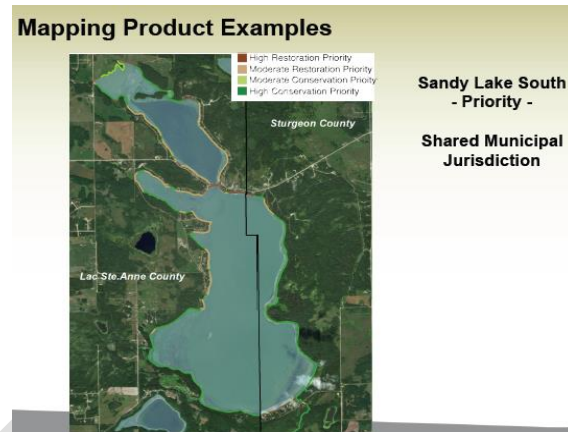 Mapping Product Examples
High Restoration Priority
Moderate Restoration Priority
Moderate Conservation Priority
High Conservation Priority
Sturgeon County
Lac Ste.Anne County
Sandy Lake South
- Priority -
Shared Municipal
Jurisdiction